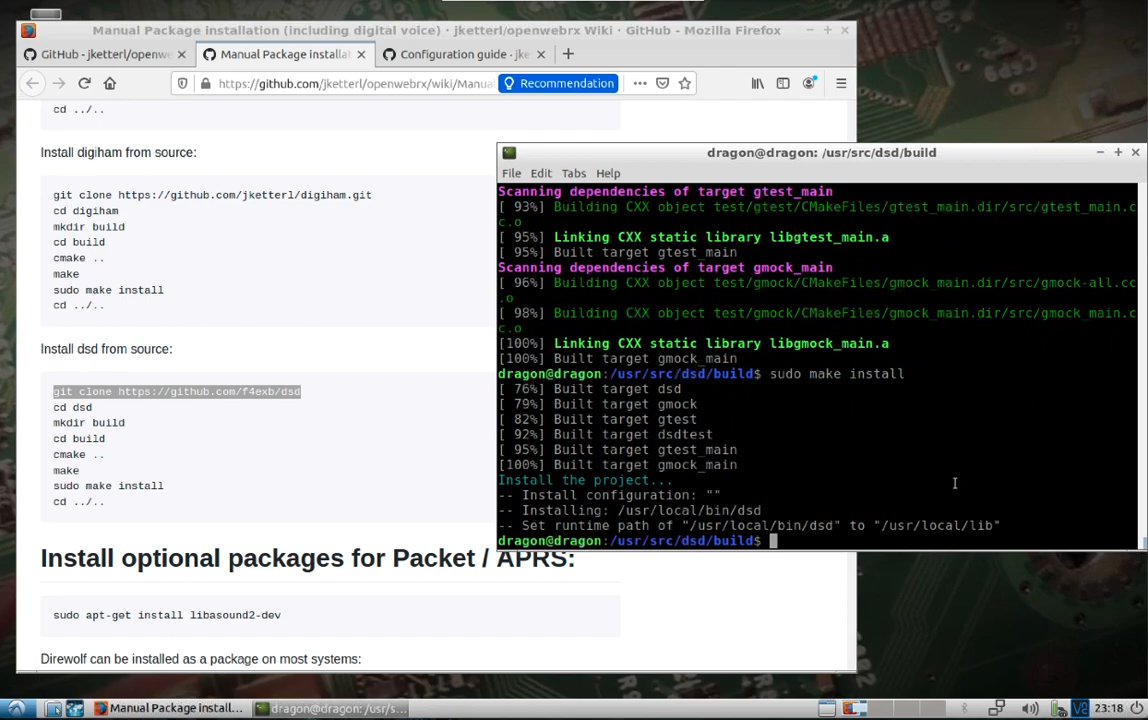 Manual Package installation (including digital voice) · jketterl/openwebrx Wiki · GitHub - Mozilla Firefox
GitHub - jketterl/openwe
Manual Package installat
Configuration guide · jke
https://github.com/jketterl/openwebrx/wiki/Manua
Recommendation
cd ../..
Install digiham from source:
git clone https://github.com/jketterl/digiham.git
cd digiham
mkdir build
cd build
cmake ..
make
sudo make install
cd ../..
Install dsd from source:
git clone https://github.com/f4exb/dsd
cd dsd
mkdir build
cd build
cmake ..
make
sudo make install
cd ../..
Install optional packages for Packet / APRS:
sudo apt-get install libasound2-dev
Direwolf can be installed as a package on most systems:
dragon@dragon: /usr/src/dsd/build
File Edit Tabs Help
Scanning dependencies of target gtest_main
[ 93%] Building CXX object test/gtest/CMakeFiles/gtest_main.dir/src/gtest_main.c
c.o
[ 95%] Linking CXX static library libgtest_main.a
[ 95%] Built target gtest_main
Scanning dependencies of target gmock_main
[ 96%] Building CXX object test/gmock/CMakeFiles/gmock_main.dir/src/gmock-all.cc
.o
[ 98%] Building CXX object test/gmock/CMakeFiles/gmock_main.dir/src/gmock_main.c
c.o
[100%] Linking CXX static library libgmock_main.a
[100%] Built target gmock_main
dragon@dragon:/usr/src/dsd/build$ sudo make install
[ 76%] Built target dsd
[ 79%] Built target gmock
[ 82%] Built target gtest
[ 92%] Built target dsdtest
[ 95%] Built target gtest_main
[100%] Built target gmock_main
Install the project...
-- Install configuration: ""
-- Installing: /usr/local/bin/dsd
-- Set runtime path of "/usr/local/bin/dsd" to "/usr/local/lib"
dragon@dragon:/usr/src/dsd/build$
Manual Package install...
dragon@dragon: /usr/s...
23:18